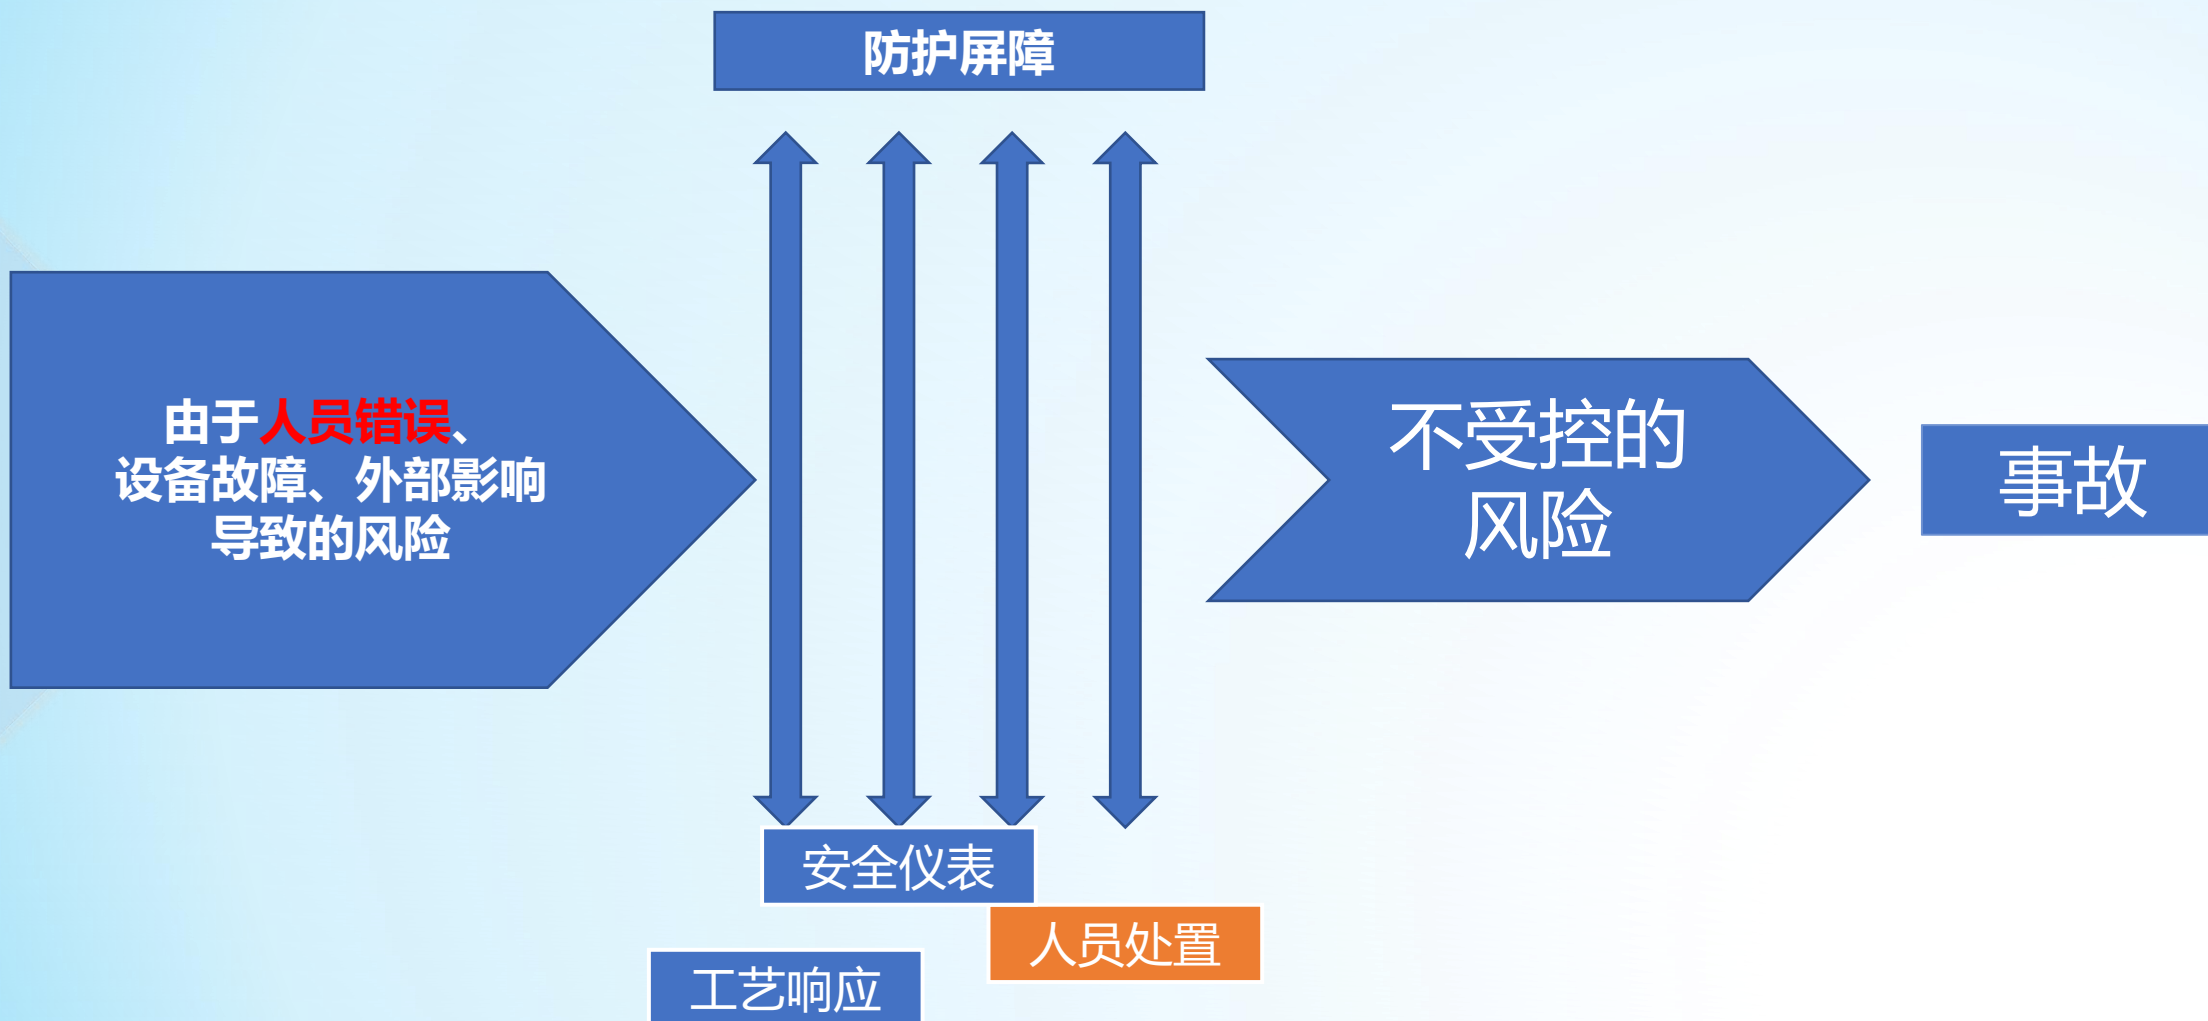 防护屏障
由于人员错误、
设备故障、外部影响
导致的风险
不受控的
风险
事故
安全仪表
人员处置
工艺响应